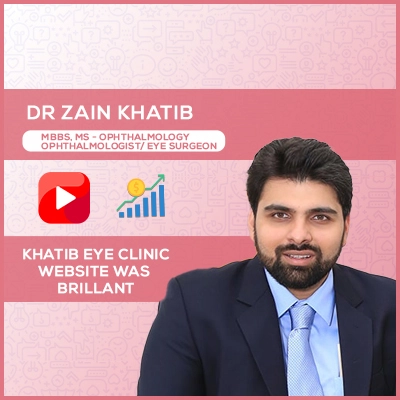 DR ZAIN KHATIB
MBBS, MS - OPHTHALMOLOGY
OPHTHALMOLOGIST/ EYE SURGEON
KHATIB EYE CLINIC
WEBSITE WAS
BRILLANT